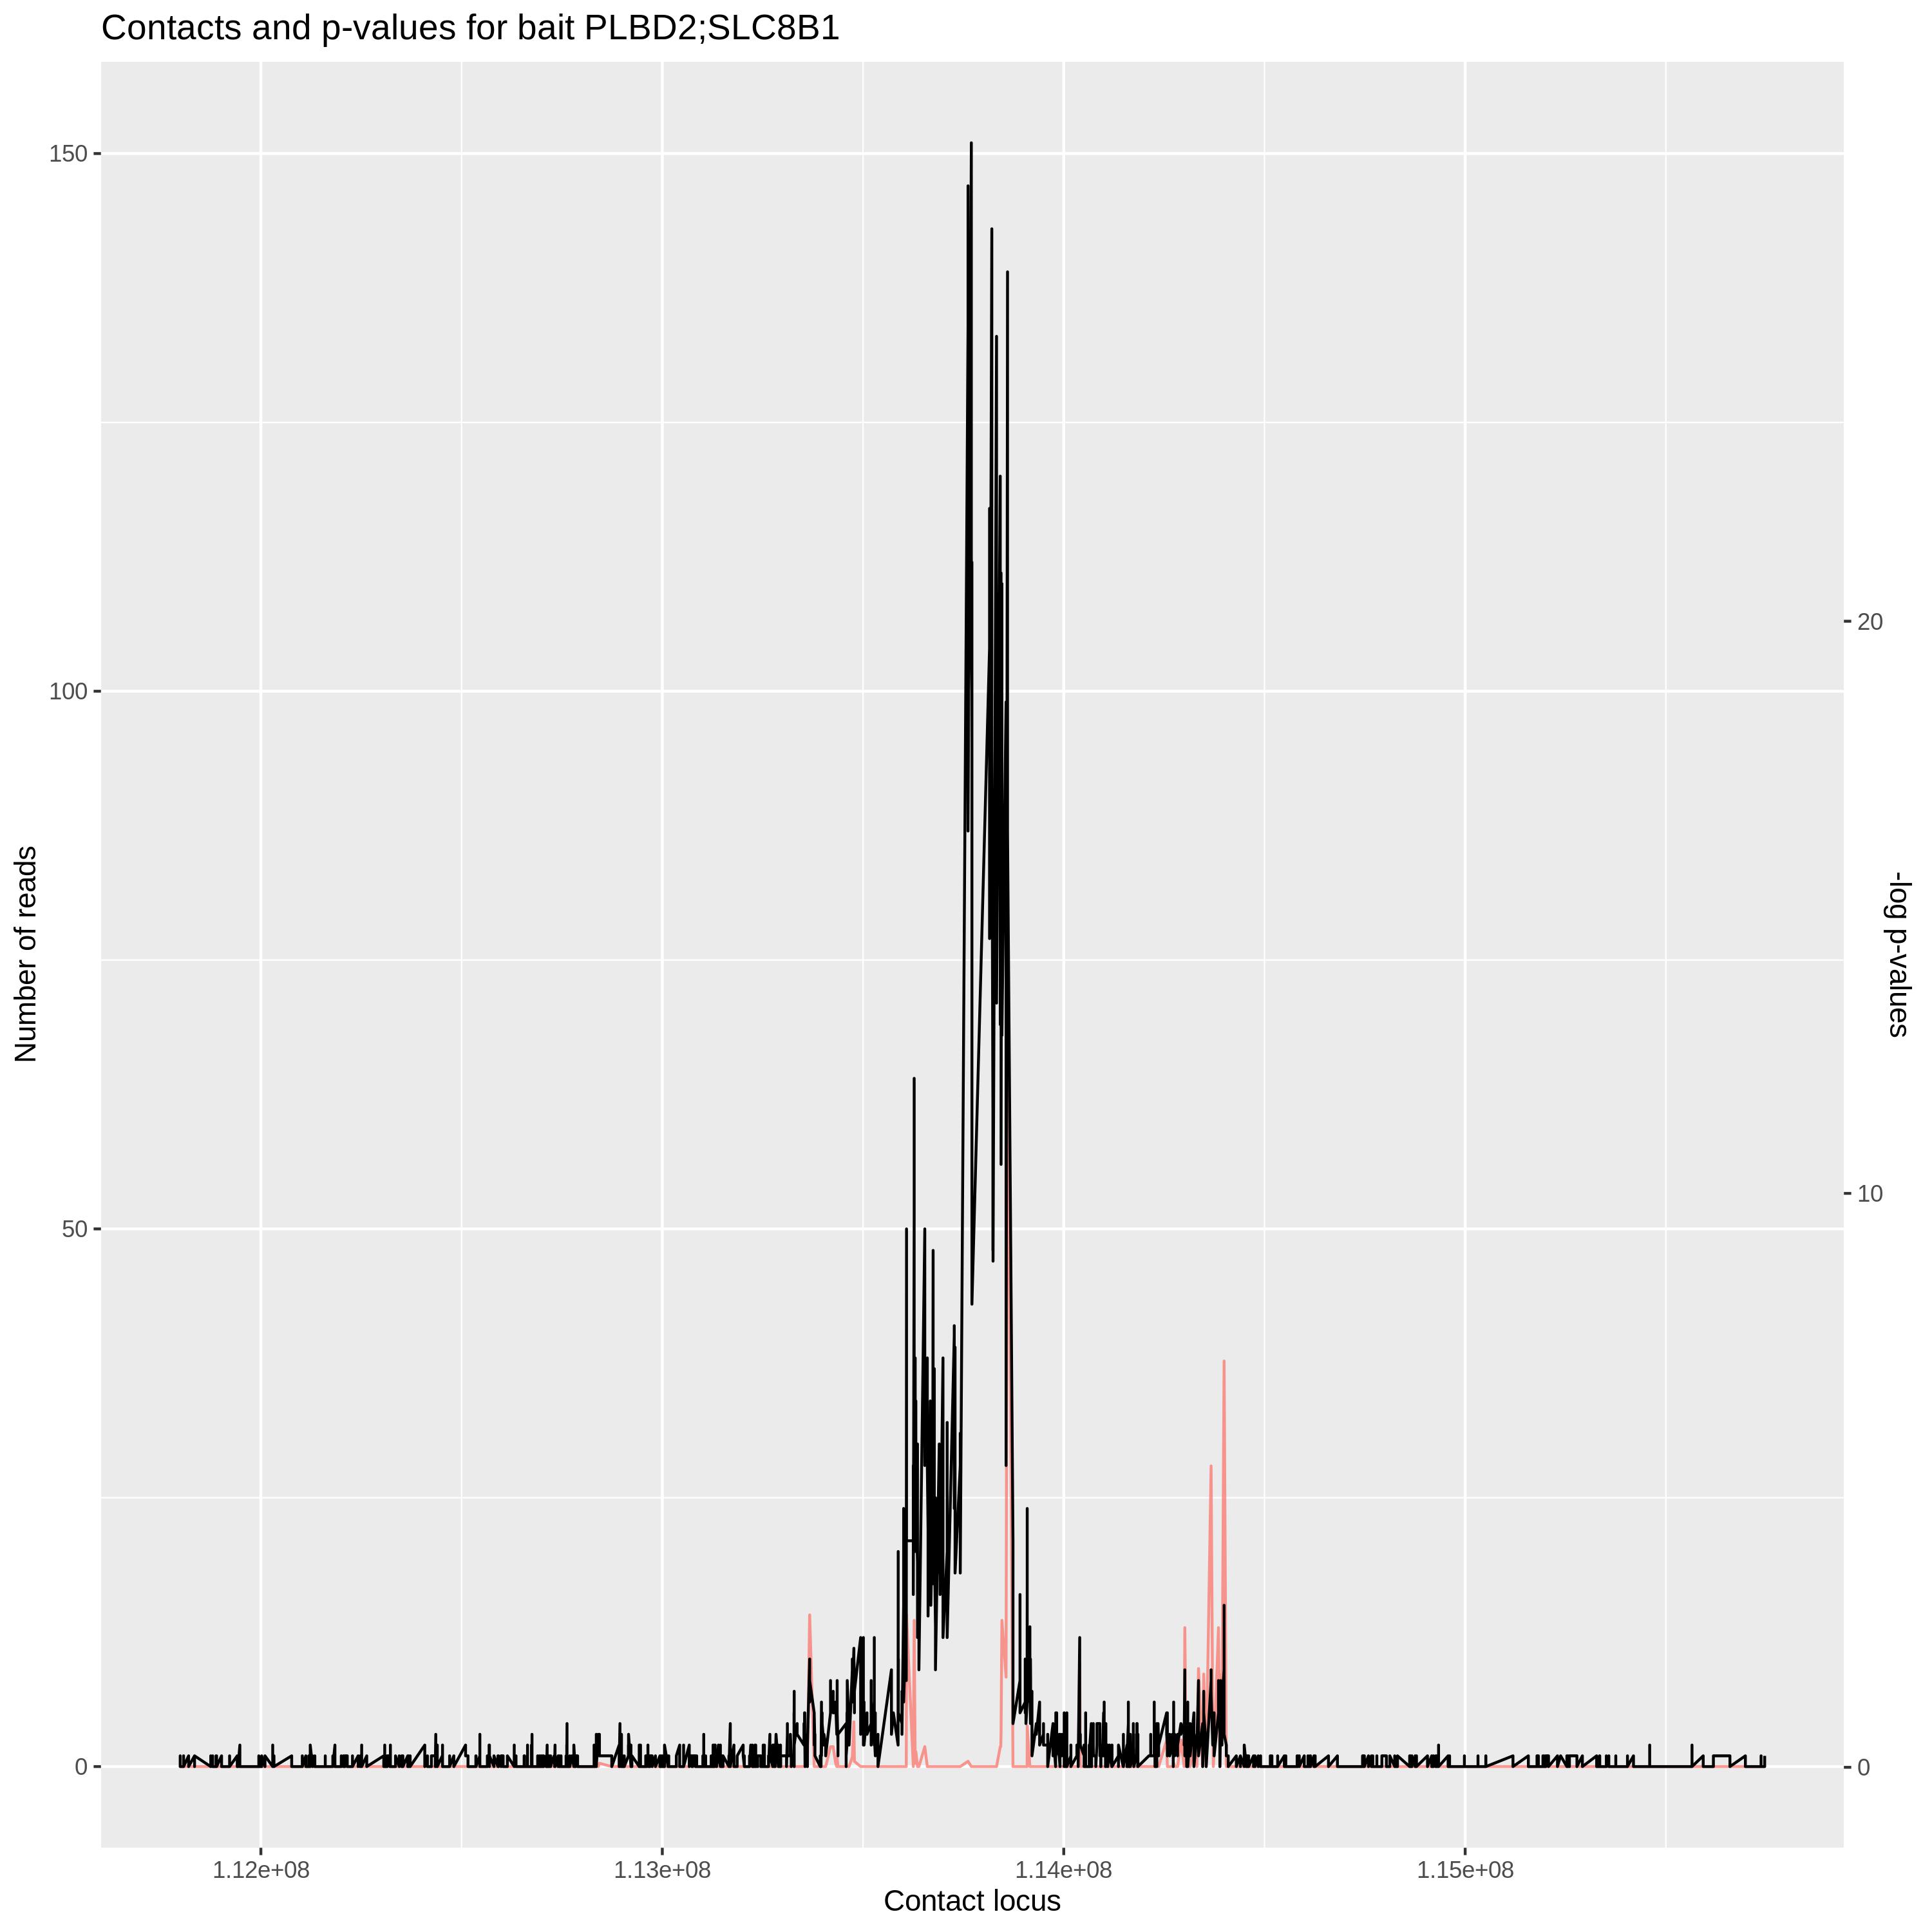 Contacts and p-values for bait PLBD2;SLC8B1
150
100
50
0
Number of reads
20
10
0
-log p-values
1.12e+08
1.13e+08
1.14e+08
1.15e+08
Contact locus